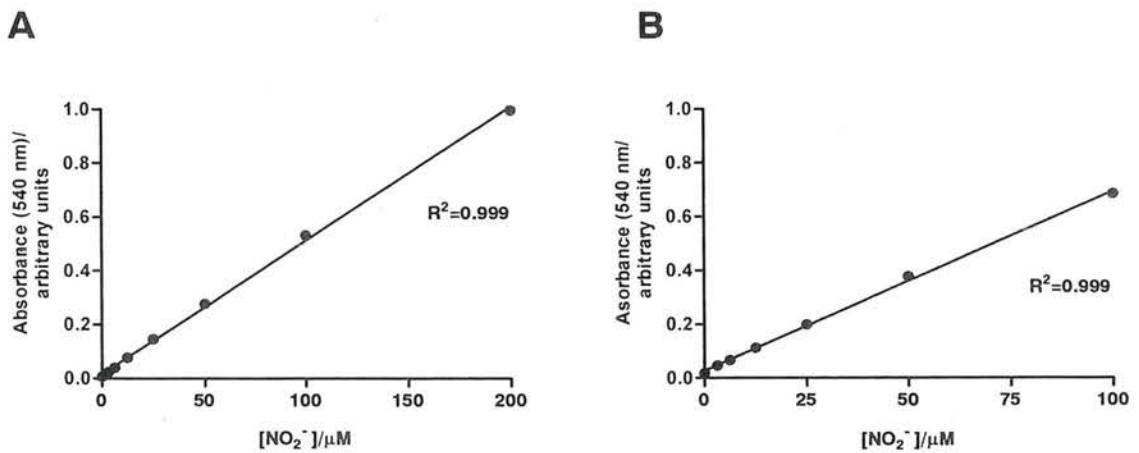 A
Absorbance (540 nm)/
arbitrary units
1.0
0.8
0.6
0.4
0.2
0.0
R²=0.999
0
50
100
150
200
[NO₂⁻]/μM
B
Asorbance (540 nm/
arbitrary units
1.0
0.8
0.6
0.4
0.2
0.0
R²=0.999
0
25
50
75
100
[NO₂⁻]/μM